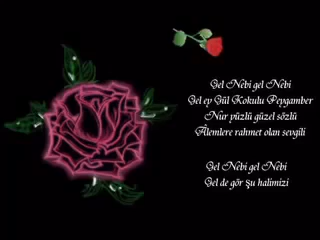 Gel Nebi gel Nebi
Gel ey Gül Kokulu Peygamber
Nur yüzlü güzel sözlü
Âlemlere rahmet olan sevgili
Gel Nebi gel Nebi
Gel de gör şu halimizi